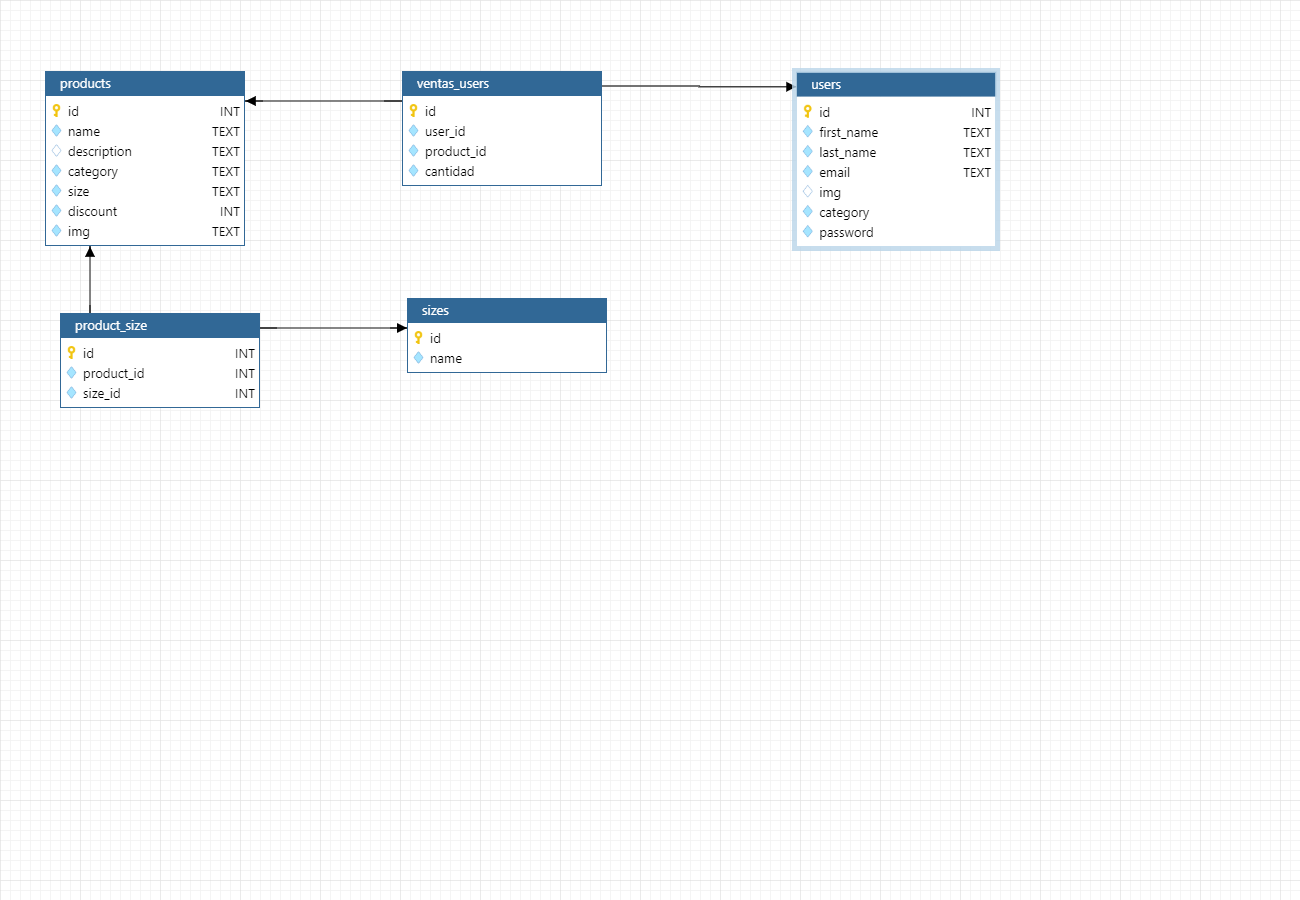 products
id INT
name TEXT
description TEXT
category TEXT
size TEXT
discount INT
img TEXT
ventas_users
id
user_id
product_id
cantidad
users
id INT
first_name TEXT
last_name TEXT
email TEXT
img
category
password
product_size
id INT
product_id INT
size_id INT
sizes
id
name